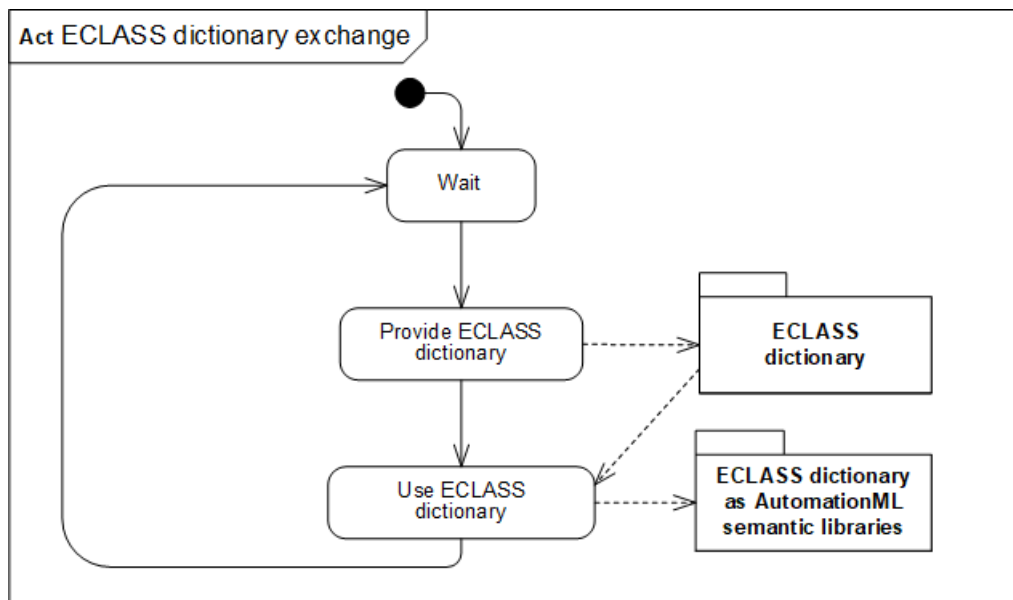 Act ECLASS dictionary exchange
Wait
Provide ECLASS
dictionary
ECLASS
dictionary
Use ECLASS
dictionary
ECLASS dictionary
as AutomationML
semantic libraries